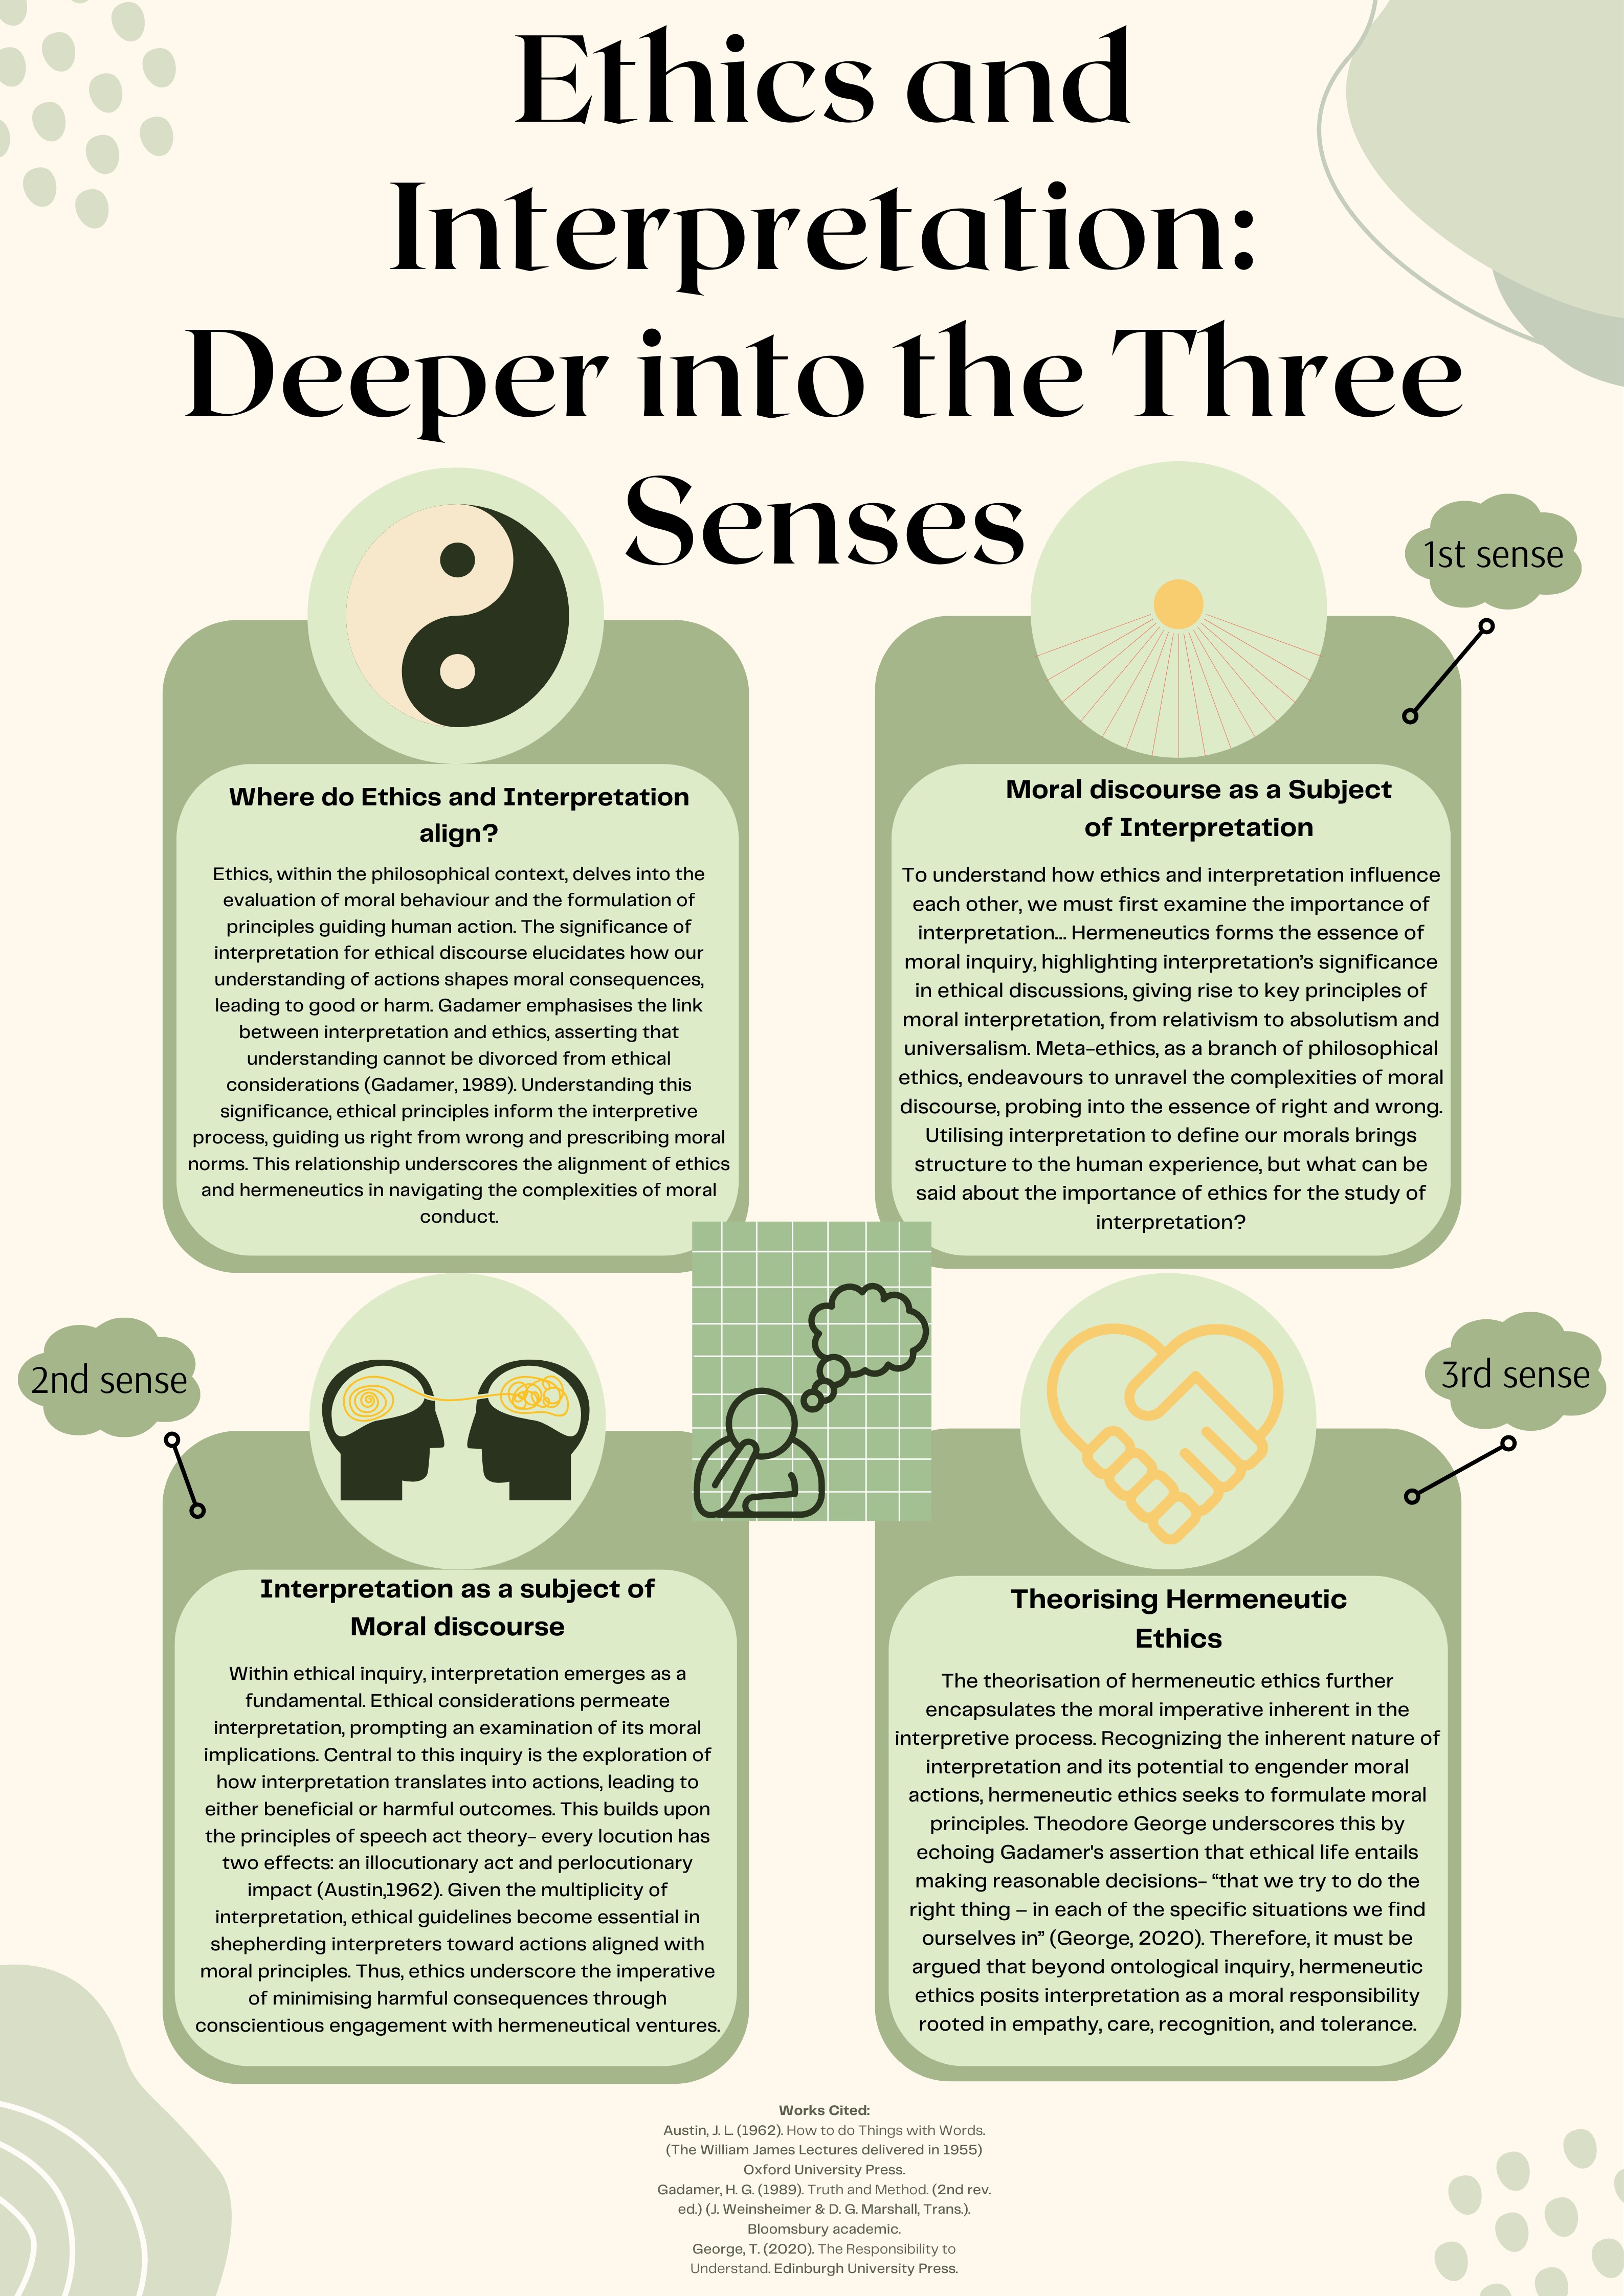 Ethics and
Interpretation:
Deeper into the Three
Senses
Where do Ethics and Interpretation
align?
Ethics, within the philosophical context, delves into the
evaluation of moral behaviour and the formulation of
principles guiding human action. The significance of
interpretation for ethical discourse elucidates how our
understanding of actions shapes moral consequences,
leading to good or harm. Gadamer emphasises the link
between interpretation and ethics, asserting that
understanding cannot be divorced from ethical
considerations (Gadamer, 1989). Understanding this
significance, ethical principles inform the interpretive
process, guiding us right from wrong and prescribing moral
norms. This relationship underscores the alignment of ethics
and hermeneutics in navigating the complexities of moral
conduct.
1st sense
Moral discourse as a Subject
of Interpretation
To understand how ethics and interpretation influence
each other, we must first examine the importance of
interpretation... Hermeneutics forms the essence of
moral inquiry, highlighting interpretation's significance
in ethical discussions, giving rise to key principles of
moral interpretation, from relativism to absolutism and
universalism. Meta-ethics, as a branch of philosophical
ethics, endeavours to unravel the complexities of moral
discourse, probing into the essence of right and wrong.
Utilising interpretation to define our morals brings
structure to the human experience, but what can be
said about the importance of ethics for the study of
interpretation?
2nd sense
Interpretation as a subject of
Moral discourse
Within ethical inquiry, interpretation emerges as a
fundamental. Ethical considerations permeate
interpretation, prompting an examination of its moral
implications. Central to this inquiry is the exploration of
how interpretation translates into actions, leading to
either beneficial or harmful outcomes. This builds upon
the principles of speech act theory- every locution has
two effects: an illocutionary act and perlocutionary
impact (Austin,1962). Given the multiplicity of
interpretation, ethical guidelines become essential in
shepherding interpreters toward actions aligned with
moral principles. Thus, ethics underscore the imperative
of minimising harmful consequences through
conscientious engagement with hermeneutical ventures.
3rd sense
Theorising Hermeneutic
Ethics
The theorisation of hermeneutic ethics further
encapsulates the moral imperative inherent in the
interpretive process. Recognizing the inherent nature of
interpretation and its potential to engender moral
actions, hermeneutic ethics seeks to formulate moral
principles. Theodore George underscores this by
echoing Gadamer's assertion that ethical life entails
making reasonable decisions- “that we try to do the
right thing – in each of the specific situations we find
ourselves in” (George, 2020). Therefore, it must be
argued that beyond ontological inquiry, hermeneutic
ethics posits interpretation as a moral responsibility
rooted in empathy, care, recognition, and tolerance.
Works Cited:
Austin, J. L. (1962). How to do Things with Words.
(The William James Lectures delivered in 1955)
Oxford University Press.
Gadamer, H. G. (1989). Truth and Method. (2nd rev.
ed.) (J. Weinsheimer & D. G. Marshall, Trans.).
Bloomsbury academic.
George, T. (2020). The Responsibility to
Understand. Edinburgh University Press.